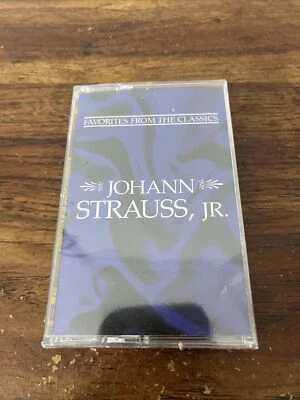 FAVORITES FROM THE CLASSICS
JOHANN
STRAUSS, JR.